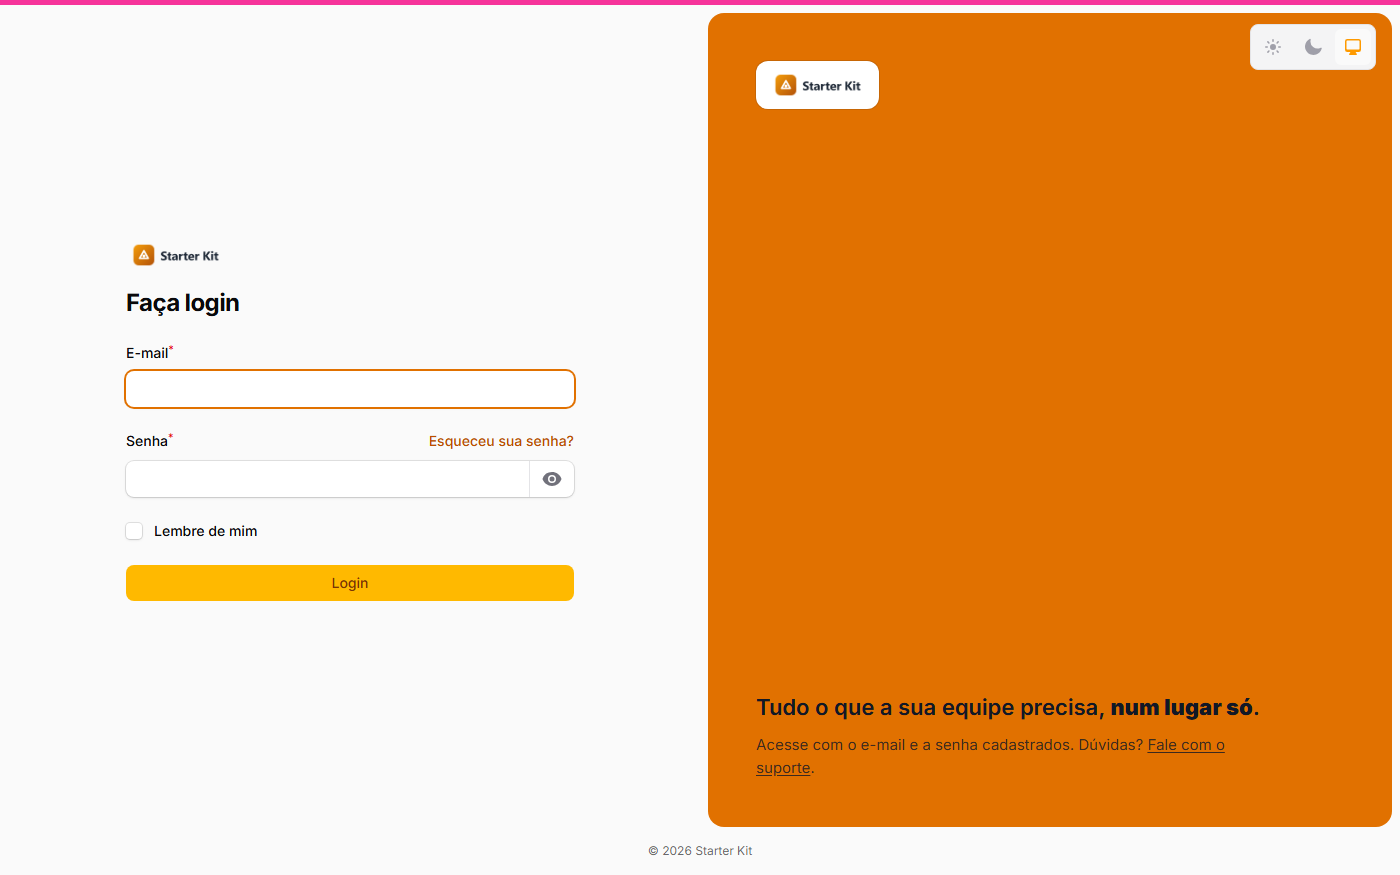 Starter Kit
Faça login
E-mail*
Senha*
Esqueceu sua senha?
Lembre de mim
Login
Starter Kit
Tudo o que a sua equipe precisa, num lugar só.
Acesse com o e-mail e a senha cadastrados. Dúvidas? Fale com o
suporte.
© 2026 Starter Kit